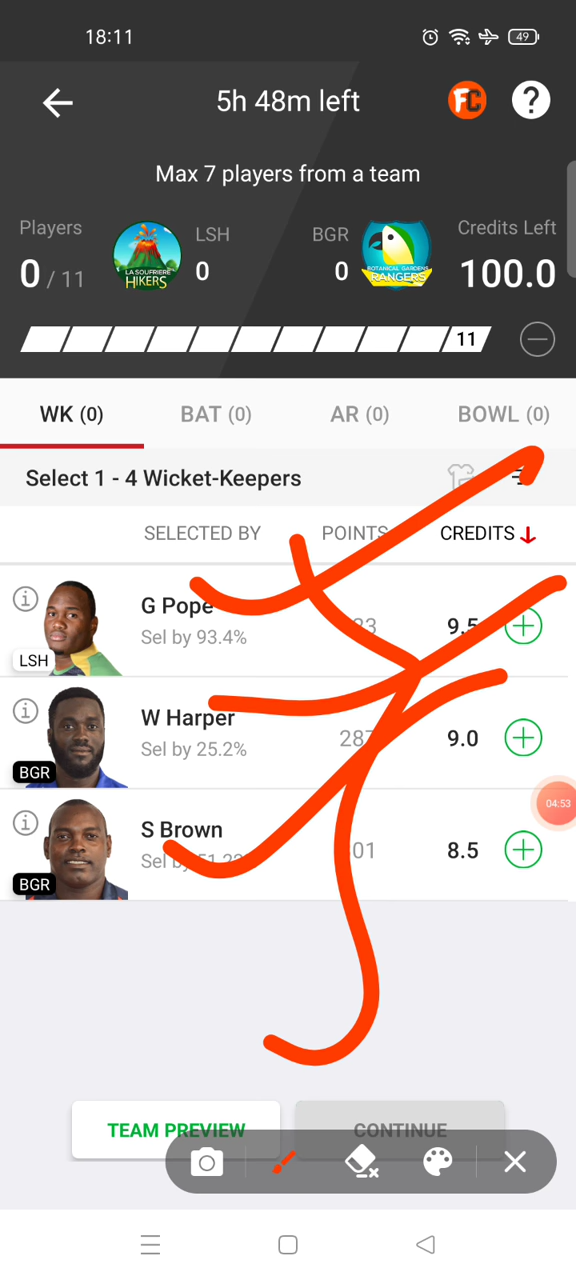 18:11
49
5h 48m left
FC
?
Max 7 players from a team
Players
LSH
BGR
Credits Left
0 / 11
0
0
100.0
LA SOUFRIERE
HIKERS
BOTANICAL GARDENS
RANGERS
11
WK (0)
BAT (0)
AR (0)
BOWL (0)
Select 1 - 4 Wicket-Keepers
SELECTED BY
POINTS
CREDITS
G Pope
9.5
Sel by 93.4%
LSH
W Harper
9.0
Sel by 25.2%
BGR
04:53
S Brown
8.5
Sel by
BGR
TEAM PREVIEW
CONTINUE